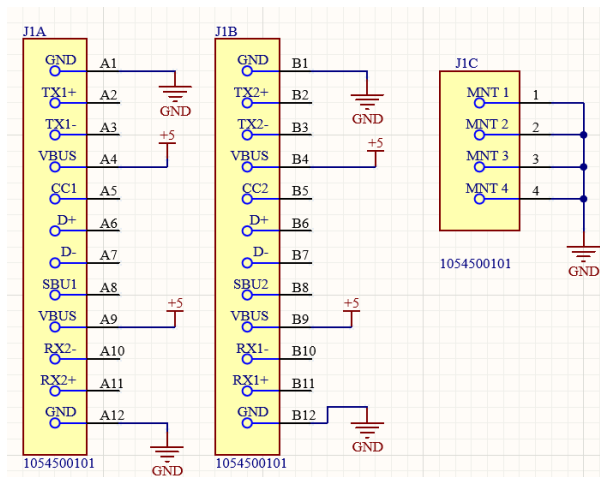 J1A
GND A1
TX1+ A2
TX1- A3
VBUS A4
CC1 A5
D+ A6
D- A7
SBU1 A8
VBUS A9
RX2- A10
RX2+ A11
GND A12
GND
+5
+5
GND
1054500101
J1B
GND B1
TX2+ B2
TX2- B3
VBUS B4
CC2 B5
D+ B6
D- B7
SBU2 B8
VBUS B9
RX1- B10
RX1+ B11
GND B12
GND
+5
+5
GND
1054500101
J1C
MNT 1 1
MNT 2 2
MNT 3 3
MNT 4 4
GND
1054500101